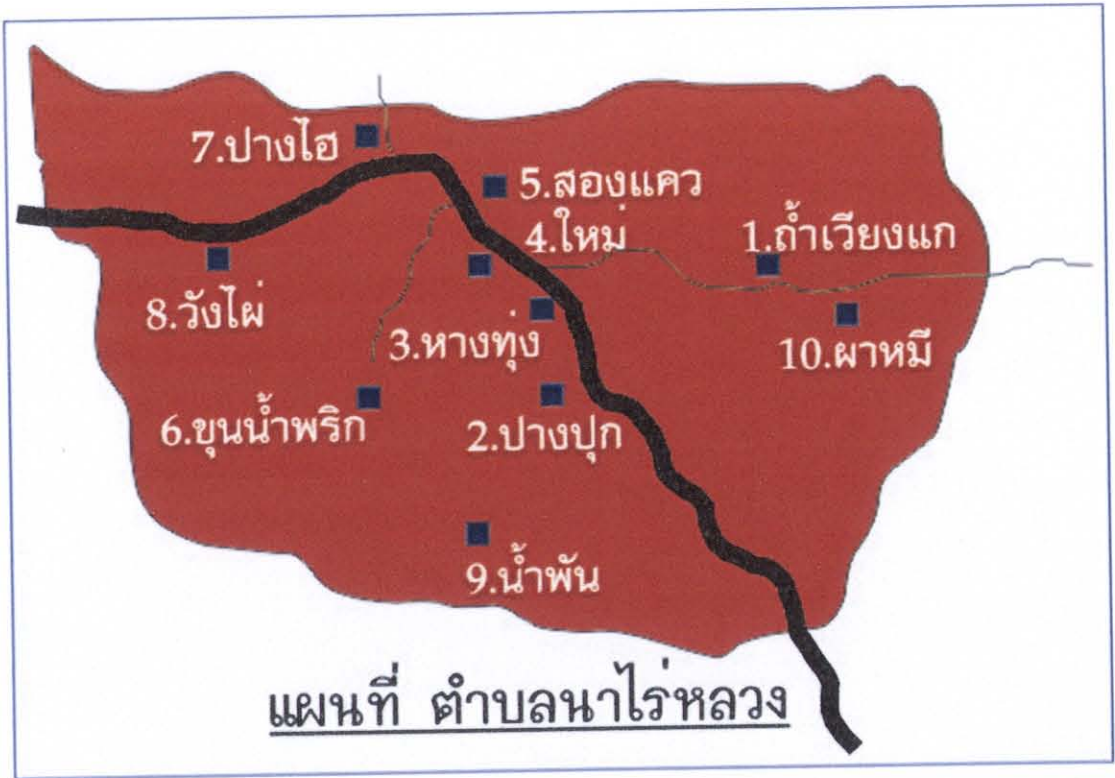 7.ปางไฮ
5.สองแคว
4.ใหม่
1.ถ้ำเวียงแก
8.วังไผ่
3.หางทุ่ง
10.ผาหมี
6.ขุนน้ำพริก
2.ปางปุก
9.น้ำพัน
แผนที่ ตำบลนาไร่หลวง